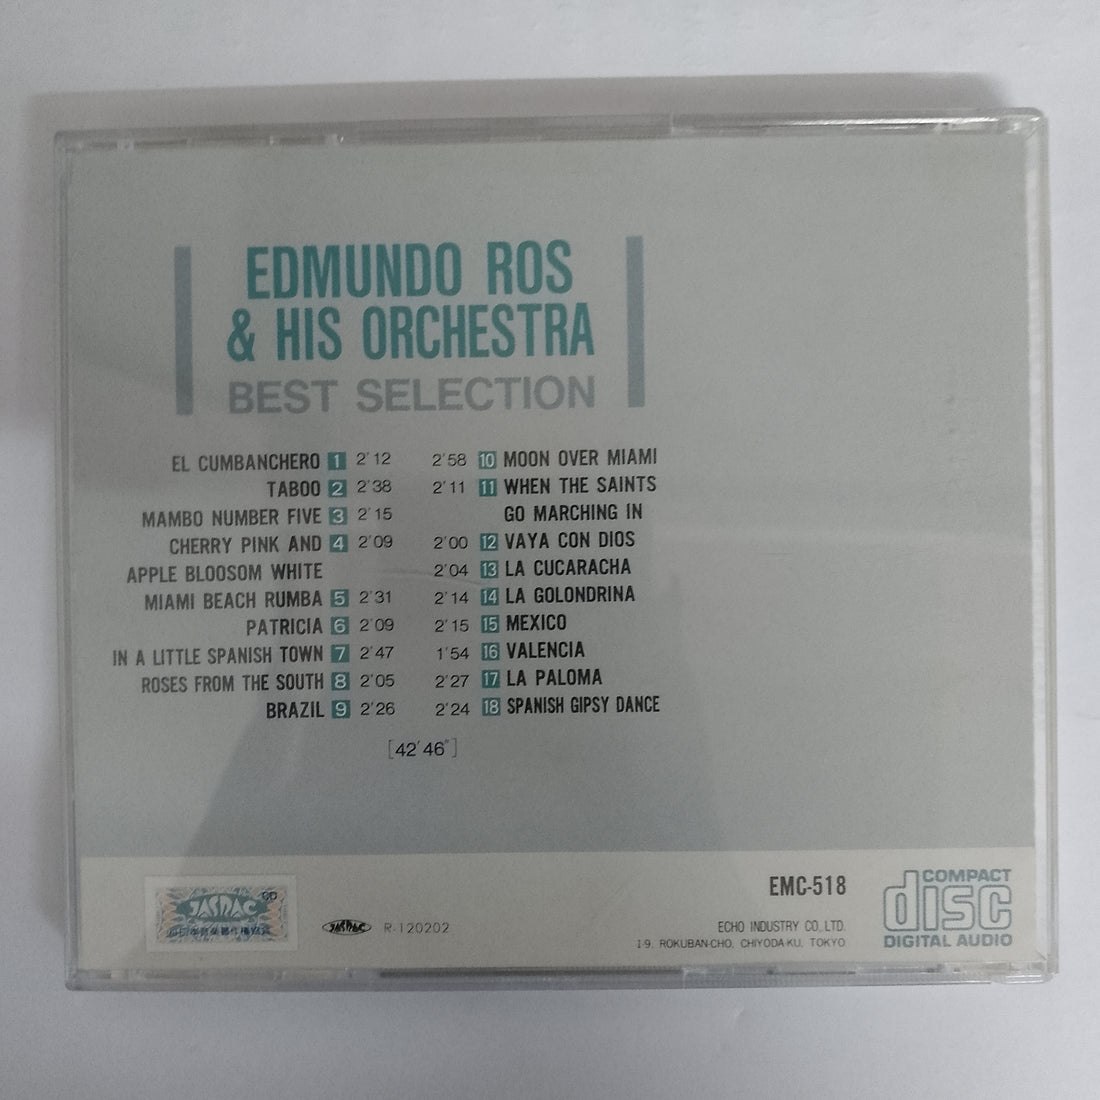 EDMUNDO ROS
& HIS ORCHESTRA
BEST SELECTION
EL CUMBANCHERO 1 2'12
TABOO 2 2'38
MAMBO NUMBER FIVE 3 2'15
CHERRY PINK AND 4 2'09
APPLE BLOOSOM WHITE
MIAMI BEACH RUMBA 5 2'31
PATRICIA 6 2'09
IN A LITTLE SPANISH TOWN 7 2'47
ROSES FROM THE SOUTH 8 2'05
BRAZIL 9 2'26
2'58 10 MOON OVER MIAMI
2'11 11 WHEN THE SAINTS
GO MARCHING IN
2'00 12 VAYA CON DIOS
2'04 13 LA CUCARACHA
2'14 14 LA GOLONDRINA
2'15 15 MEXICO
1'54 16 VALENCIA
2'27 17 LA PALOMA
2'24 18 SPANISH GIPSY DANCE
[42'46"]
CD
JASRAC
JASRAC R-120202
EMC-518
ECHO INDUSTRY CO.,LTD.
1-9, ROKUBAN-CHO, CHIYODA-KU, TOKYO
COMPACT
disc
DIGITAL AUDIO